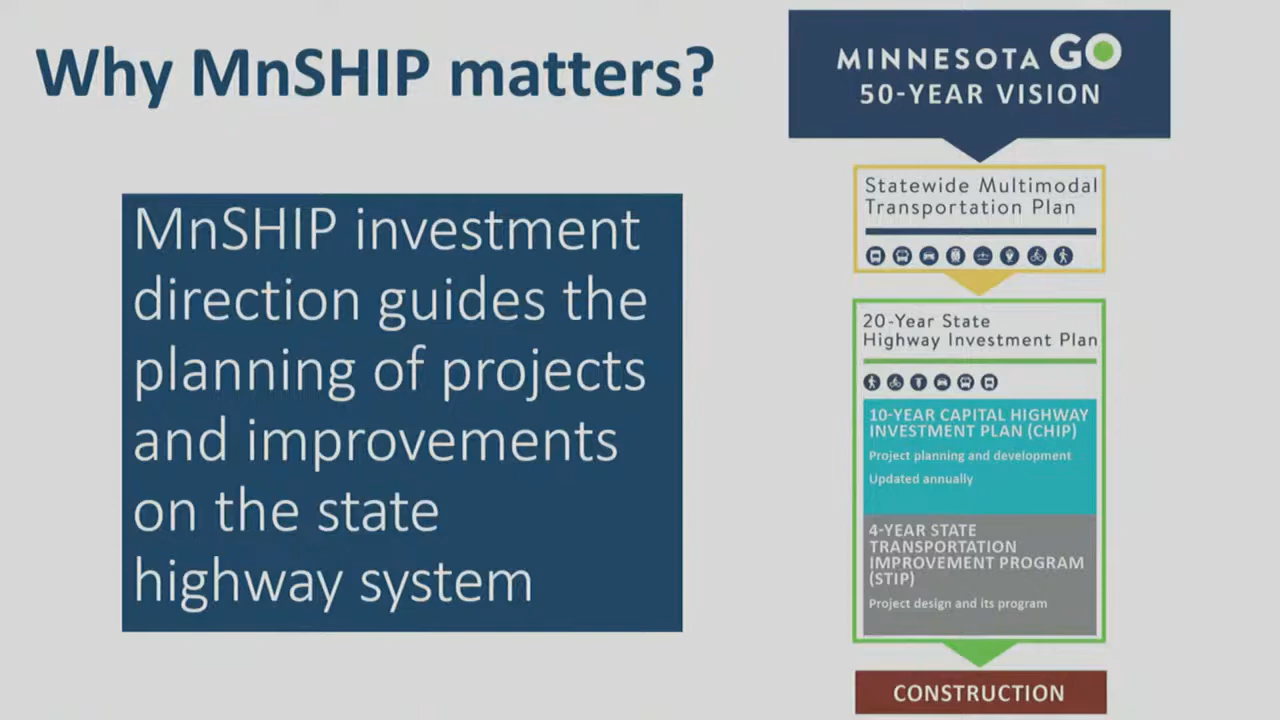 Why MnSHIP matters?
MnSHIP investment
direction guides the
planning of projects
and improvements
on the state
highway system
MINNESOTA GO
50-YEAR VISION
Statewide Multimodal
Transportation Plan
20-Year State
Highway Investment Plan
10-YEAR CAPITAL HIGHWAY
INVESTMENT PLAN (CHIP)
Project planning and development
Updated annually
4-YEAR STATE
TRANSPORTATION
IMPROVEMENT PROGRAM
(STIP)
Project design and its program
CONSTRUCTION